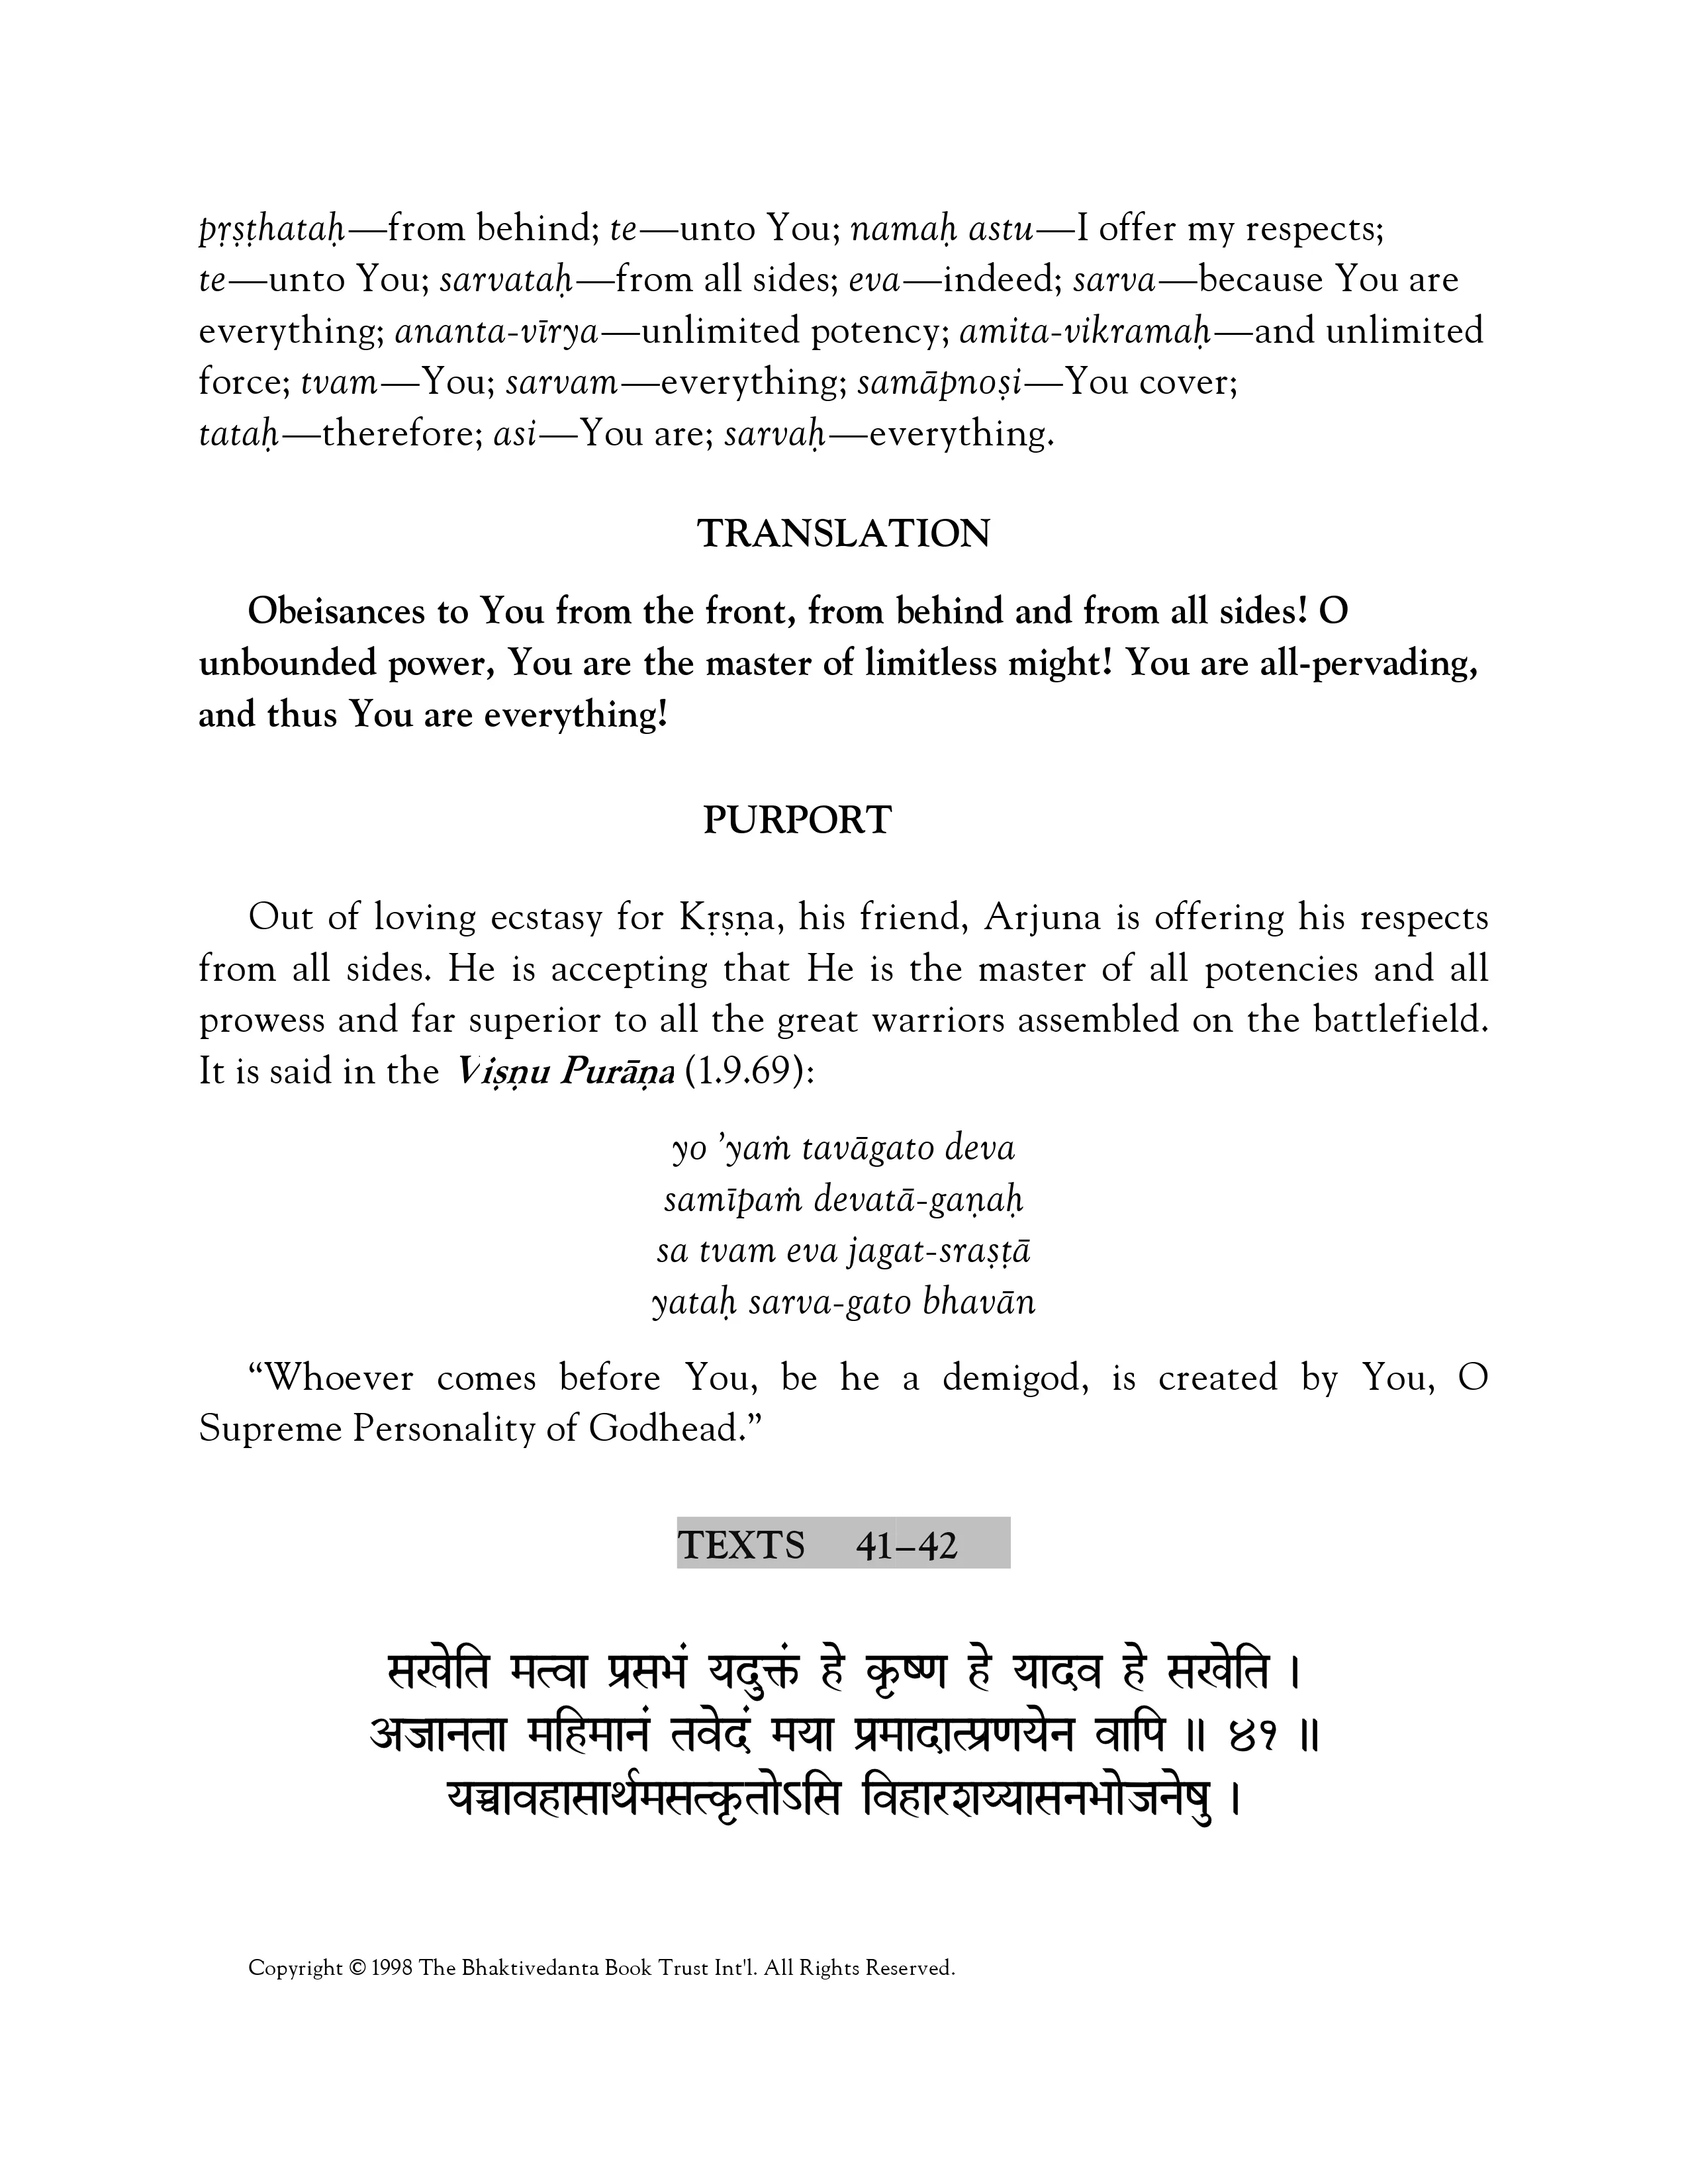 pṛṣṭhataḥ—from behind; te—unto You; namaḥ astu—I offer my respects;
te—unto You; sarvataḥ—from all sides; eva—indeed; sarva—because You are
everything; ananta-vīrya—unlimited potency; amita-vikramaḥ—and unlimited
force; tvam—You; sarvam—everything; samāpnoṣi—You cover;
tataḥ—therefore; asi—You are; sarvaḥ—everything.
TRANSLATION
Obeisances to You from the front, from behind and from all sides! O
unbounded power, You are the master of limitless might! You are all-pervading,
and thus You are everything!
PURPORT
Out of loving ecstasy for Kṛṣṇa, his friend, Arjuna is offering his respects
from all sides. He is accepting that He is the master of all potencies and all
prowess and far superior to all the great warriors assembled on the battlefield.
It is said in the Viṣṇu Purāṇa (1.9.69):
yo ’yaṁ tavāgato deva
samīpaṁ devatā-gaṇaḥ
sa tvam eva jagat-sraṣṭā
yataḥ sarva-gato bhavān
“Whoever comes before You, be he a demigod, is created by You, O
Supreme Personality of Godhead.”
TEXTS 41–42
सखेति मत्वा प्रसभं यदुक्तं हे कृष्ण हे यादव हे सखेति ।
अजानता महिमानं तवेदं मया प्रमादात्प्रणयेन वापि ॥ ४१ ॥
यच्चावहासार्थमसत्कृतोऽसि विहारशय्यासनभोजनेषु ।
Copyright © 1998 The Bhaktivedanta Book Trust Int'l. All Rights Reserved.